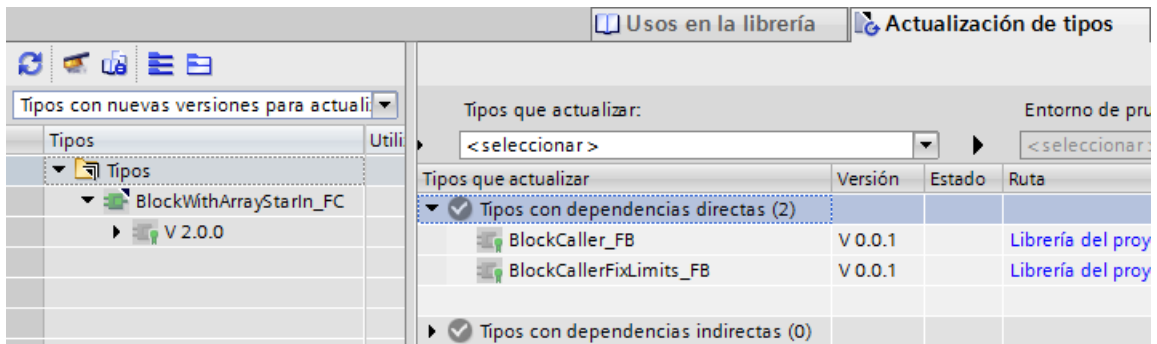 Usos en la librería
Actualización de tipos
Tipos con nuevas versiones para actuali
Tipos que actualizar:
Entorno de pru
Tipos
Utili
<seleccionar>
<seleccionar
Tipos
Tipos que actualizar
Versión
Estado
Ruta
BlockWithArrayStarIn_FC
Tipos con dependencias directas (2)
V 2.0.0
BlockCaller_FB
V 0.0.1
Librería del proy
BlockCallerFixLimits_FB
V 0.0.1
Librería del proy
Tipos con dependencias indirectas (0)